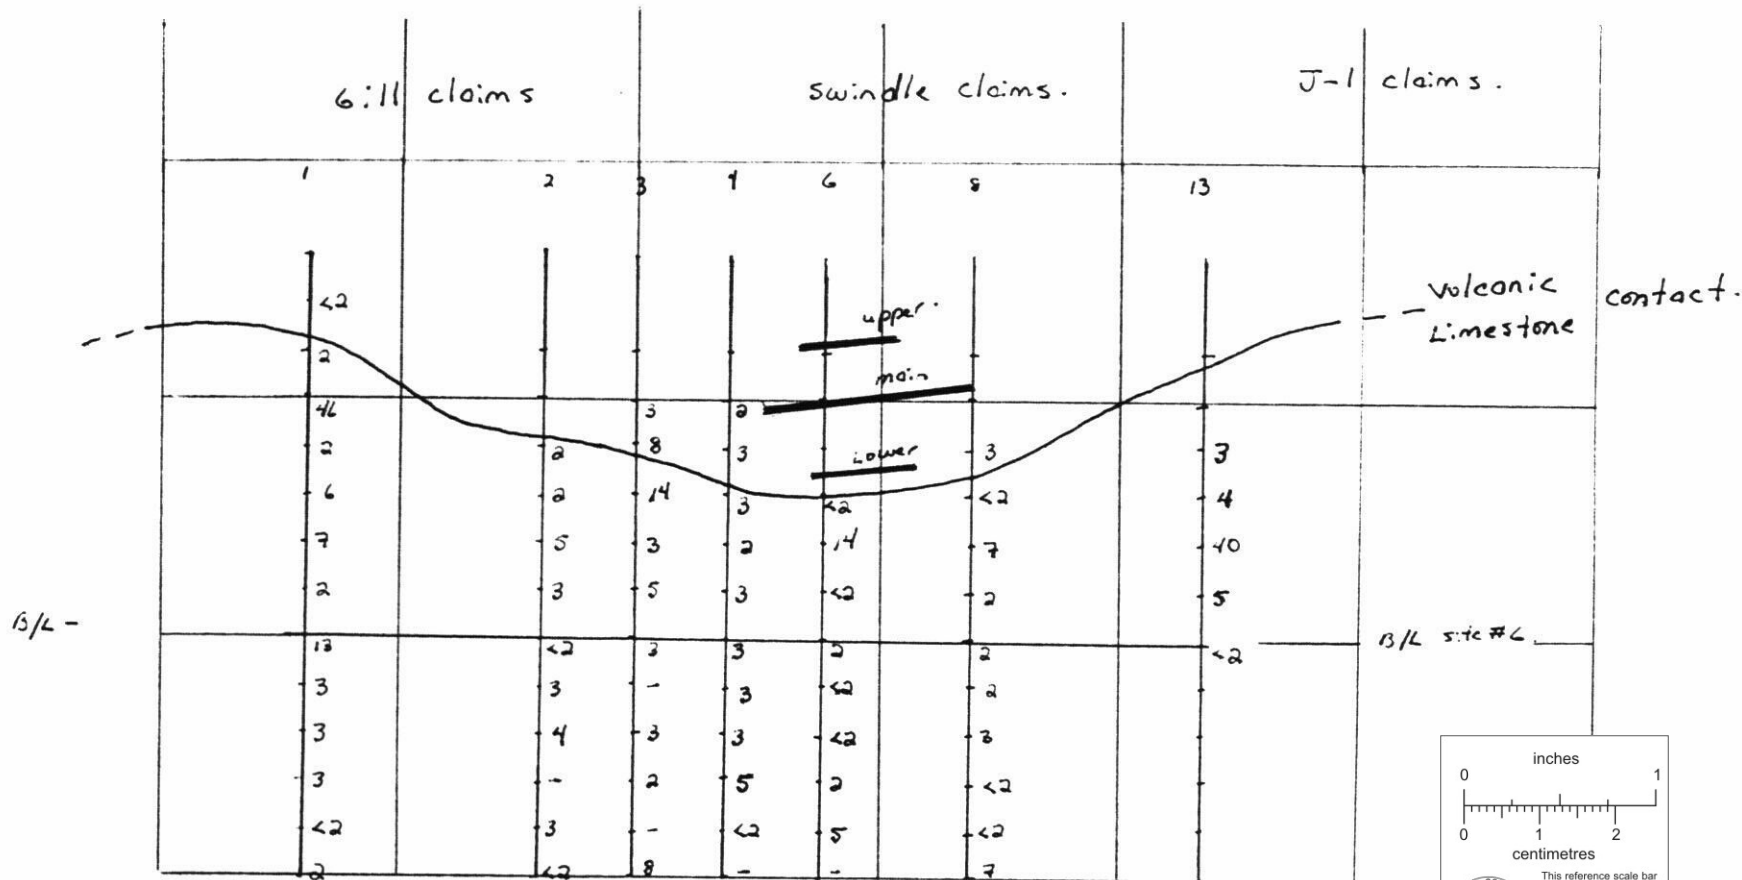 Gill claims swindle claims. J-1 claims.
1 2 3 4 6 8 13
<2
upper.
volcanic contact.
Limestone
2
main
46 3 2
2 2 8 3 Lower 3 3
6 2 14 3 <2 <2 4
7 5 3 2 14 7 40
2 3 5 3 <2 2 5
B/L - B/L site #6
13 <2 3 3 2 2 <2
3 3 - 3 <2 2
3 4 3 3 <2 3
3 - 2 5 2 <2
<2 3 - <2 5 <2
2 <2 8 - - 7
inches
0 1
0 1 2
centimetres
This reference scale bar